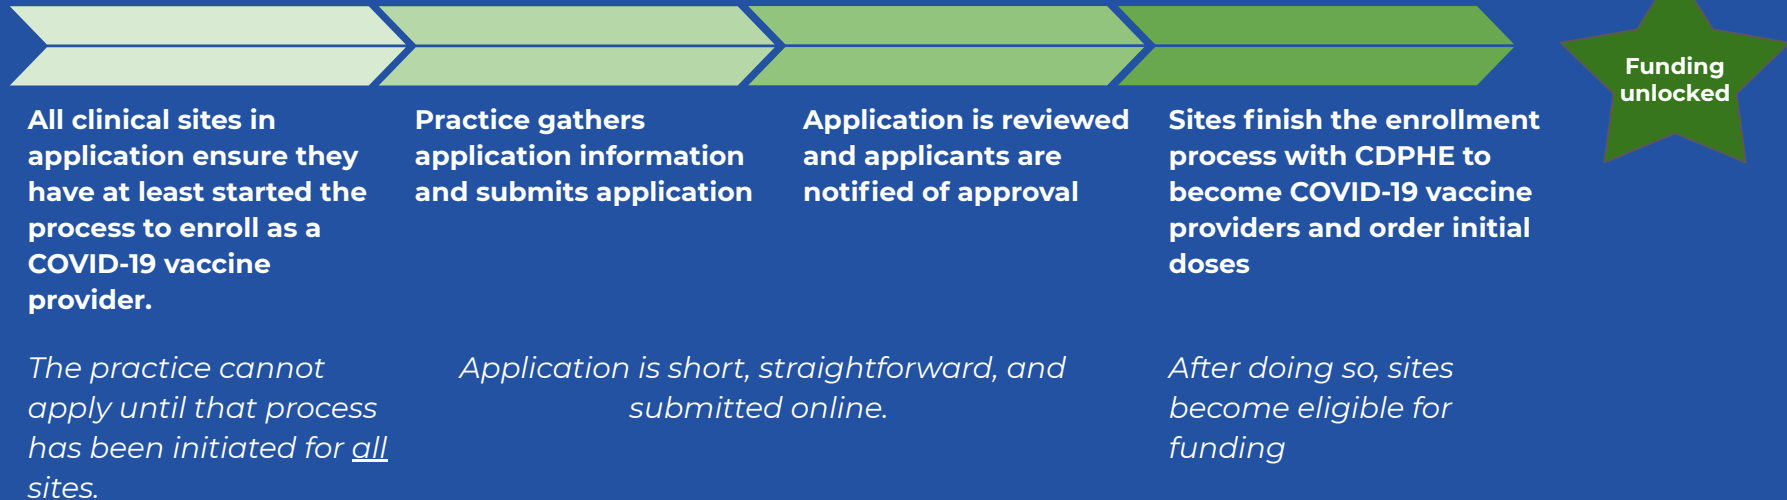 Funding
unlocked
All clinical sites in
application ensure they
have at least started the
process to enroll as a
COVID-19 vaccine
provider.
Practice gathers
application information
and submits application
Application is reviewed
and applicants are
notified of approval
Sites finish the enrollment
process with CDPHE to
become COVID-19 vaccine
providers and order initial
doses
The practice cannot
apply until that process
has been initiated for all
sites.
Application is short, straightforward, and
submitted online.
After doing so, sites
become eligible for
funding